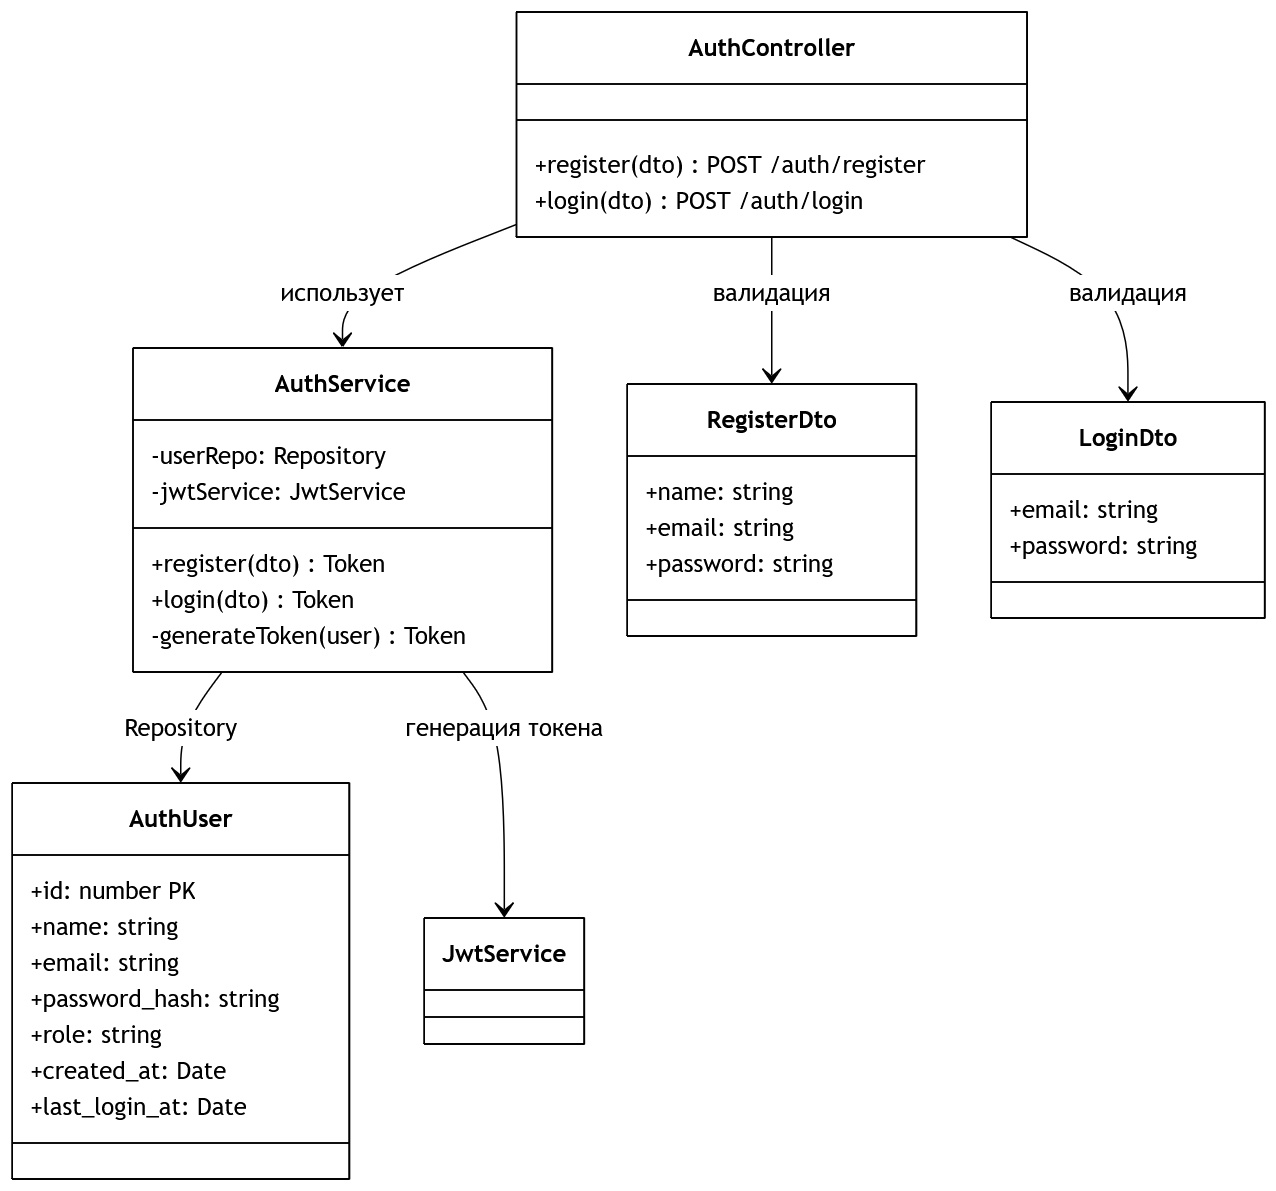 AuthController
+register(dto) : POST /auth/register
+login(dto) : POST /auth/login
использует
валидация
валидация
AuthService
-userRepo: Repository
-jwtService: JwtService
+register(dto) : Token
+login(dto) : Token
-generateToken(user) : Token
RegisterDto
+name: string
+email: string
+password: string
LoginDto
+email: string
+password: string
Repository
генерация токена
AuthUser
+id: number PK
+name: string
+email: string
+password_hash: string
+role: string
+created_at: Date
+last_login_at: Date
JwtService